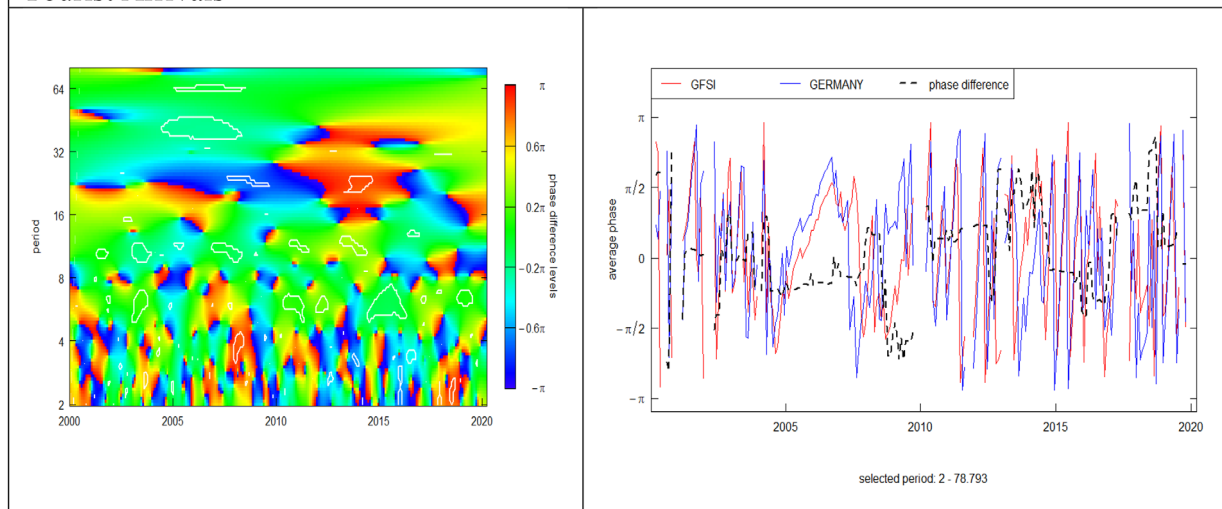 Tourist Arrivals
64
32
16
8
4
2
period
2000
2005
2010
2015
2020
π
0.6π
0.2π
−0.2π
−0.6π
−π
phase difference levels
GFSI
GERMANY
phase difference
π
π/2
0
−π/2
−π
average phase
2005
2010
2015
2020
selected period: 2 - 78.793